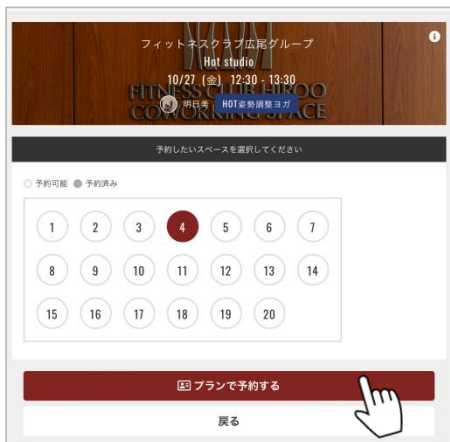 フィットネスクラブ広尾グループ
Hot studio
10/27 (金) 12:30 - 13:30
FITNESS CLUB HIROO
明日美 HOT姿勢調整ヨガ
COWORKING SPACE
予約したいスペースを選択してください
予約可能 予約済み
1 2 3 4 5 6 7
8 9 10 11 12 13 14
15 16 17 18 19 20
プランで予約する
戻る